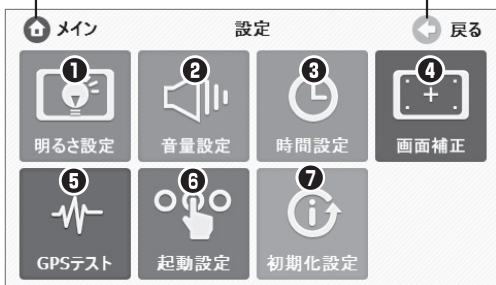 メイン 設定 戻る
❶ ❷ ❸ ❹
明るさ設定 音量設定 時間設定 画面補正
❺ ❻ ❼
GPSテスト 起動設定 初期化設定